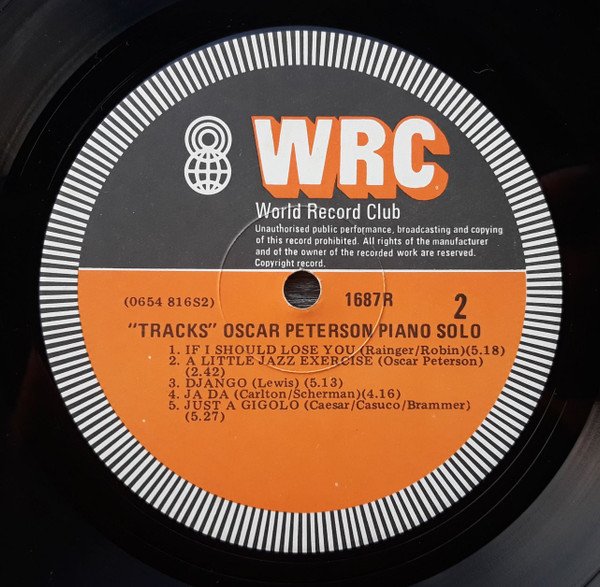 WRC
World Record Club
Unauthorised public performance, broadcasting and copying
of this record prohibited. All rights of the manufacturer
and of the owner of the recorded work are reserved.
Copyright record.
(0654 816S2)
1687R
2
"TRACKS" OSCAR PETERSON PIANO SOLO
1. IF I SHOULD LOSE YOU (Rainger/Robin)(5.18)
2. A LITTLE JAZZ EXERCISE (Oscar Peterson)
(2.42)
3. DJANGO (Lewis) (5.13)
4. JA DA (Carlton/Scherman)(4.16)
5. JUST A GIGOLO (Caesar/Casuco/Brammer)
(5.27)